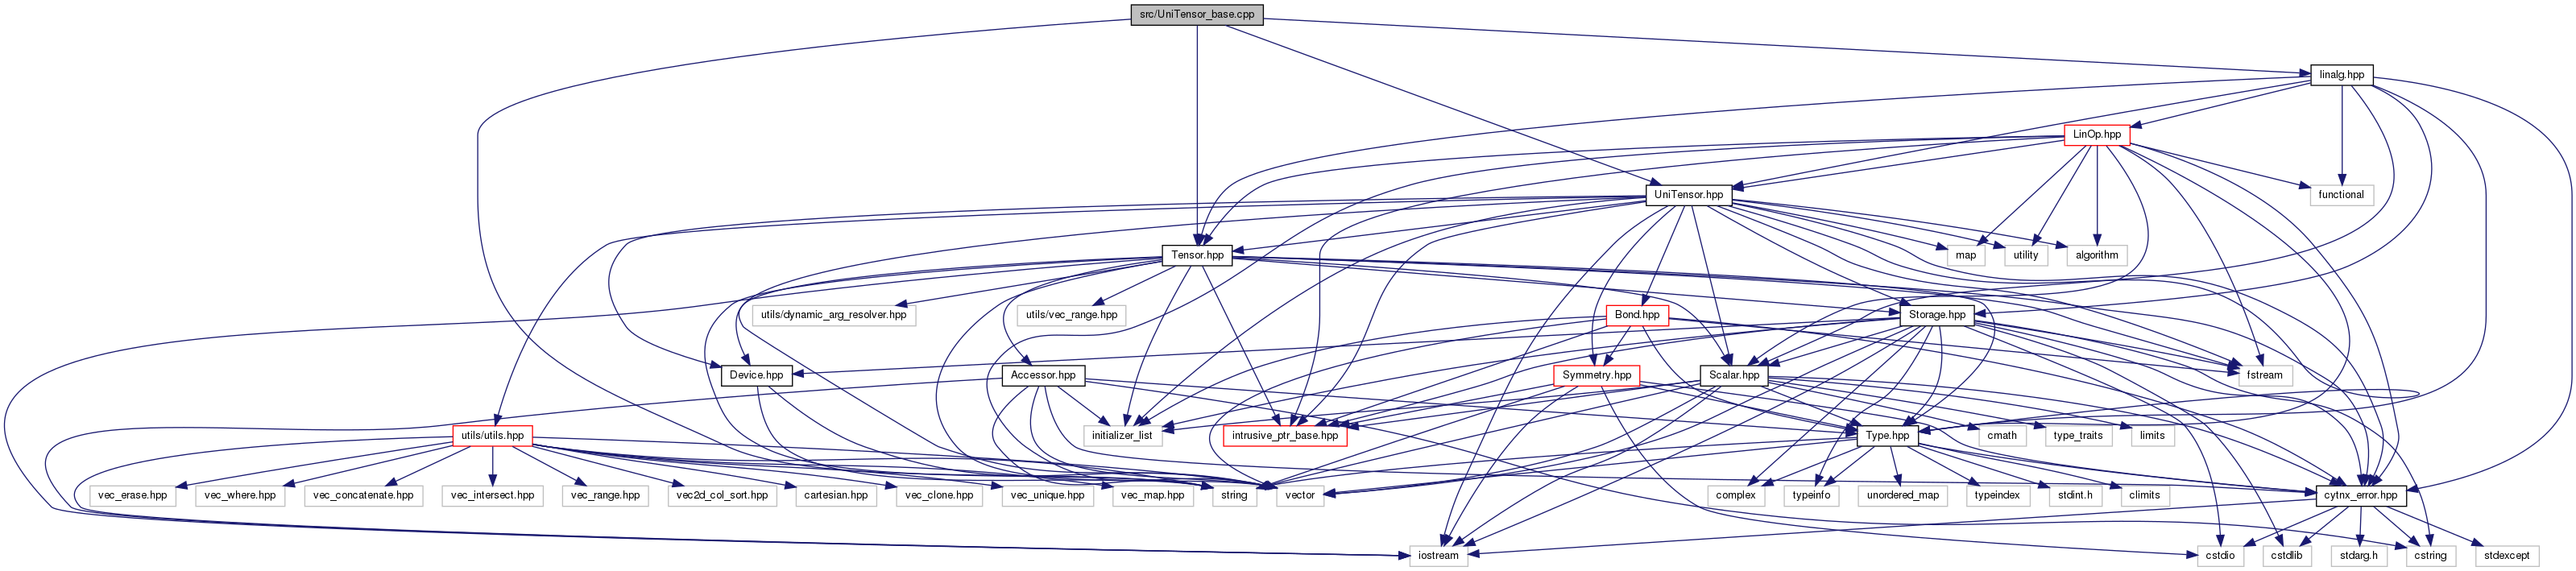 src/UniTensor_base.cpp
linalg.hpp
LinOp.hpp
UniTensor.hpp
functional
Tensor.hpp
map
utility
algorithm
utils/dynamic_arg_resolver.hpp
utils/vec_range.hpp
Bond.hpp
Storage.hpp
Device.hpp
Accessor.hpp
Symmetry.hpp
Scalar.hpp
fstream
utils/utils.hpp
initializer_list
intrusive_ptr_base.hpp
Type.hpp
cmath
type_traits
limits
vec_erase.hpp
vec_where.hpp
vec_concatenate.hpp
vec_intersect.hpp
vec_range.hpp
vec2d_col_sort.hpp
cartesian.hpp
vec_clone.hpp
vec_unique.hpp
vec_map.hpp
string
vector
complex
typeinfo
unordered_map
typeindex
stdint.h
climits
cytnx_error.hpp
iostream
cstdio
cstdlib
stdarg.h
cstring
stdexcept